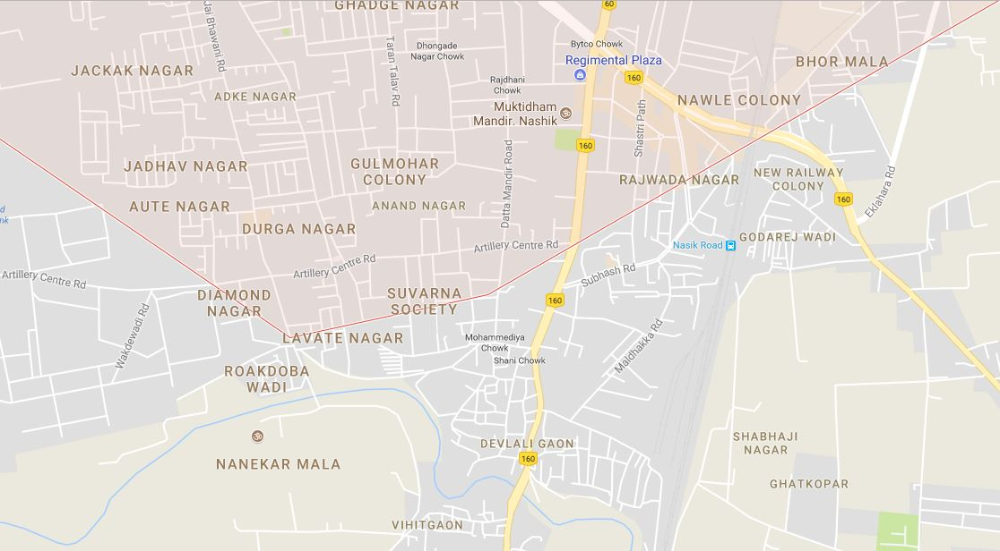 GHADGE NAGAR
60
Jai Bhawani Rd
Taran Talav Rd
Dhongade
Nagar Chowk
Bytco Chowk
Regimental Plaza
BHOR MALA
JACKAK NAGAR
160
Rajdhani
Chowk
ADKE NAGAR
NAWLE COLONY
Muktidham
Mandir. Nashik
Shastri Path
160
JADHAV NAGAR
GULMOHAR
COLONY
Datta Mandir Road
RAJWADA NAGAR
NEW RAILWAY
COLONY
Eklahara Rd
160
AUTE NAGAR
ANAND NAGAR
d
nk
DURGA NAGAR
Artillery Centre Rd
Nasik Road
GODAREJ WADI
Artillery Centre Rd
Artillery Centre Rd
Subhash Rd
DIAMOND
NAGAR
SUVARNA
SOCIETY
160
Wakdewadi Rd
LAVATE NAGAR
Mohammediya
Chowk
Maldhakka Rd
Shani Chowk
ROAKDOBA
WADI
DEVLALI GAON
SHABHAJI
NAGAR
160
NANEKAR MALA
GHATKOPAR
VIHITGAON